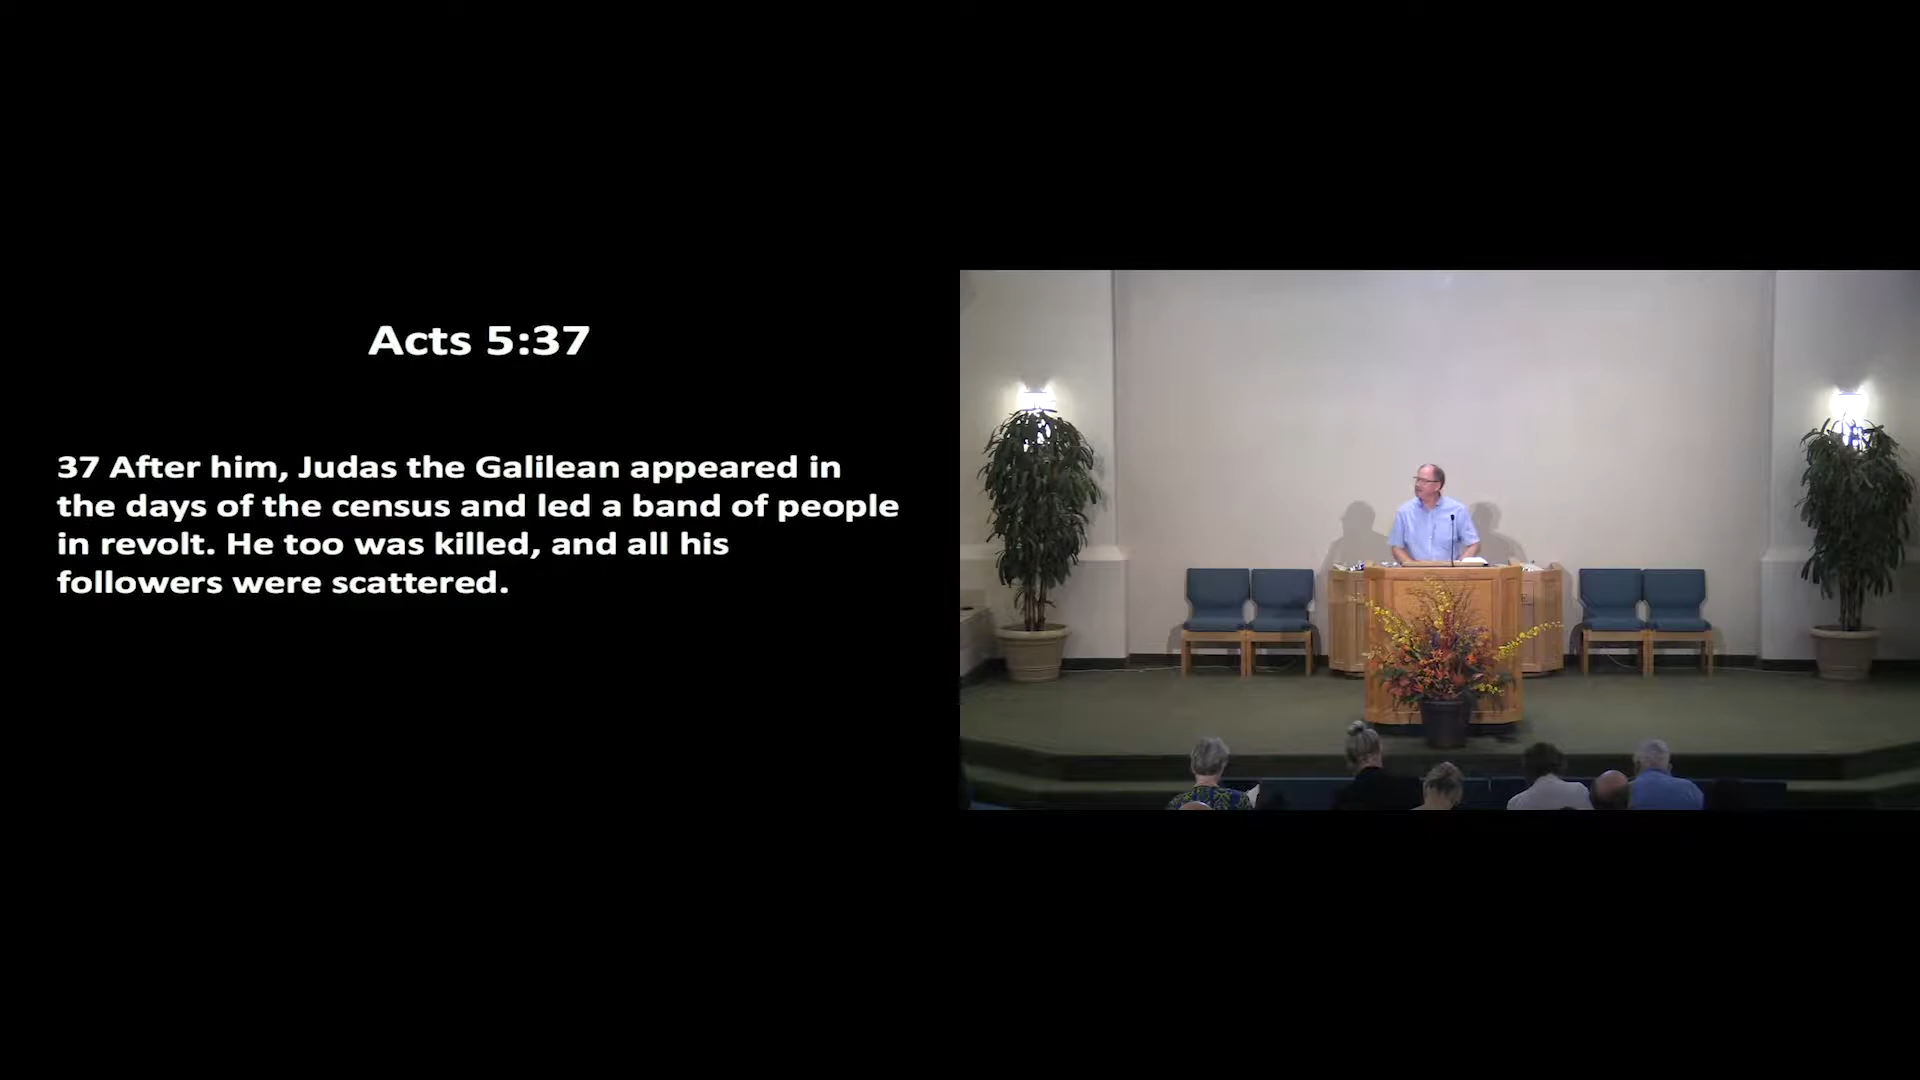 Acts 5:37
37 After him, Judas the Galilean appeared in
the days of the census and led a band of people
in revolt. He too was killed, and all his
followers were scattered.